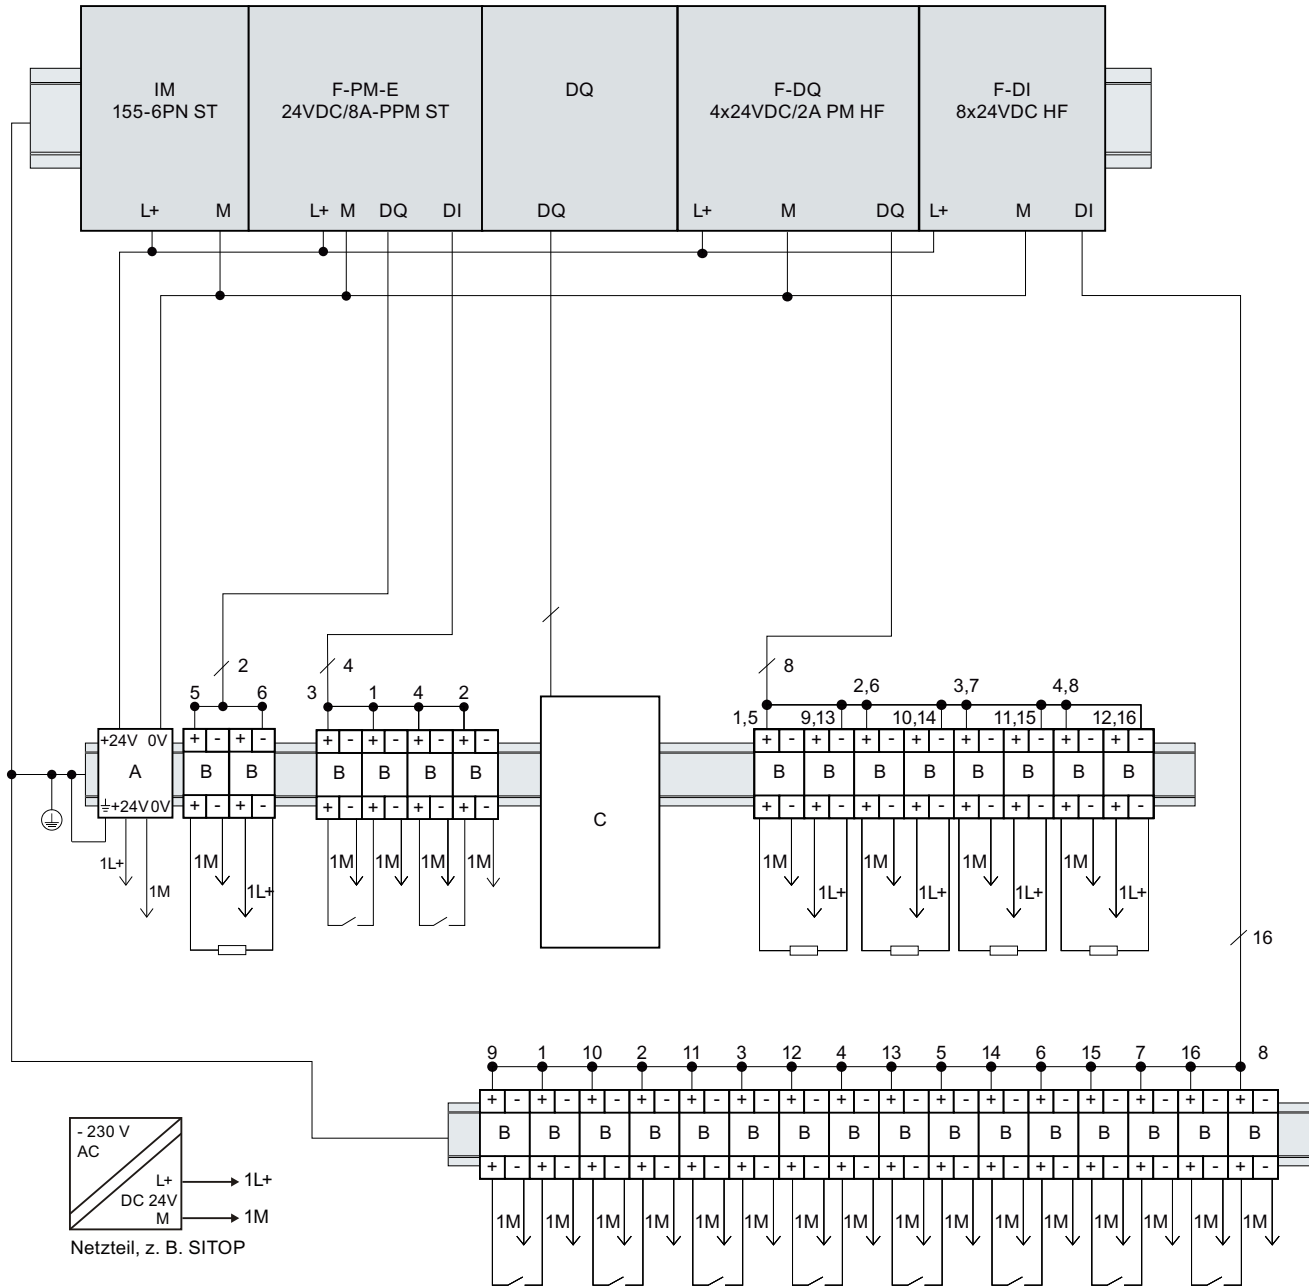 IM
155-6PN ST
F-PM-E
24VDC/8A-PPM ST
DQ
F-DQ
4x24VDC/2A PM HF
F-DI
8x24VDC HF
L+ M L+ M DQ DI DQ L+ M DQ L+ M DI
2 4 8
5 6 3 1 4 2 2,6 3,7 4,8
1,5 9,13 10,14 11,15 12,16
+24V 0V + - + - + - + - + - + - + - + - + - + - + - + - + - + -
A B B B B B B B B B B B B B B
+24V 0V + - + - + - + - + - + - + - + - + - + - + - + - + - + -
C
1L+ 1M 1M 1L+ 1M 1M 1M 1M 1M 1L+ 1M 1L+ 1M 1L+ 1M 1L+
16
9 1 10 2 11 3 12 4 13 5 14 6 15 7 16 8
+ - + - + - + - + - + - + - + - + - + - + - + - + - + - + - + -
B B B B B B B B B B B B B B B B
+ - + - + - + - + - + - + - + - + - + - + - + - + - + - + - + -
1M 1M 1M 1M 1M 1M 1M 1M 1M 1M 1M 1M 1M 1M 1M 1M
- 230 V
AC
L+ 1L+
DC 24V
M 1M
Netzteil, z. B. SITOP